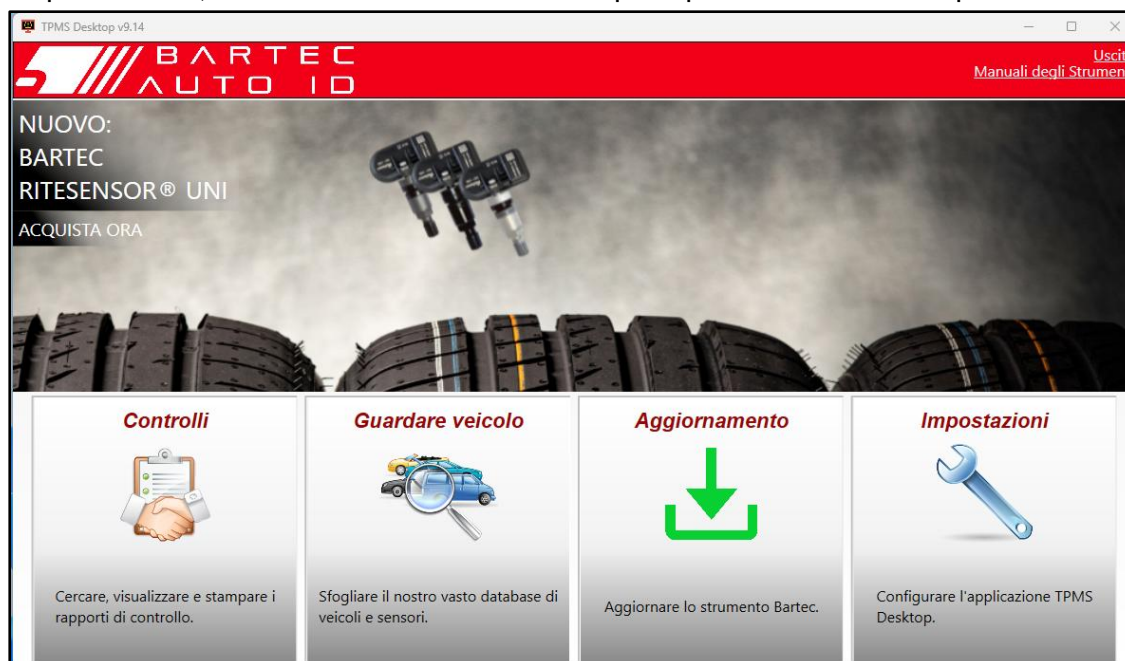 TPMS Desktop v9.14
BARTEC
AUTO ID
Uscit
Manuali degli Strumen
NUOVO:
BARTEC
RITESENSOR® UNI
ACQUISTA ORA
Controlli
Guardare veicolo
Aggiornamento
Impostazioni
Cercare, visualizzare e stampare i
rapporti di controllo.
Sfogliare il nostro vasto database di
veicoli e sensori.
Aggiornare lo strumento Bartec.
Configurare l'applicazione TPMS
Desktop.